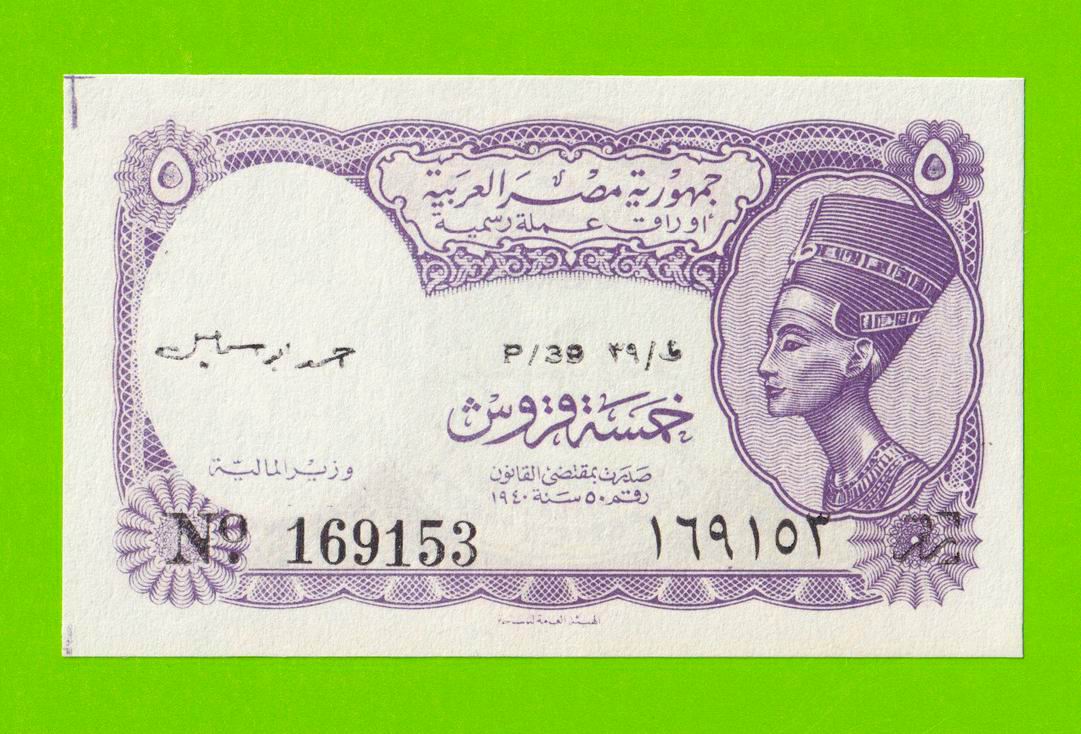 ٥
٥
جمهورية مصر العربية
أوراق عملة رسمية
P/39 ٣٩/ط
خمسة قروش
وزير المالية
صدرت بمقتضى القانون
رقم ٥٠ سنة ١٩٤٠
Nº 169153
١٦٩١٥٣ نمرة